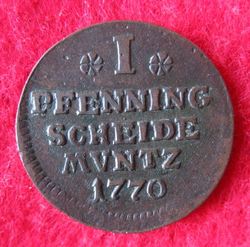 I
PFENNING
SCHEIDE
MVNTZ
1770